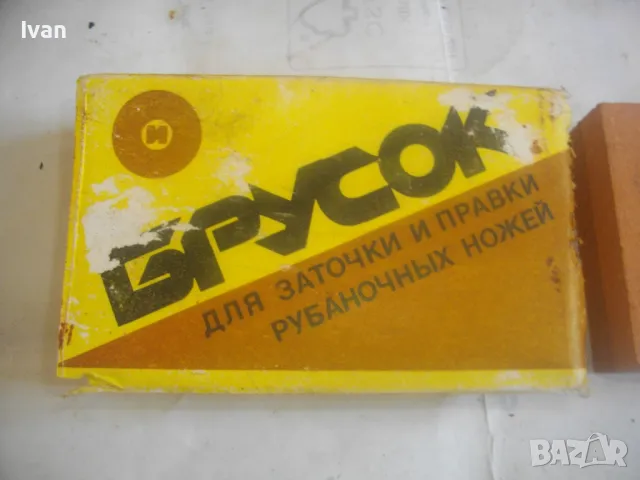 Ivan
И
БРУСОК
ДЛЯ ЗАТОЧКИ И ПРАВКИ
РУБАНОЧНЫХ НОЖЕЙ
BAZAR